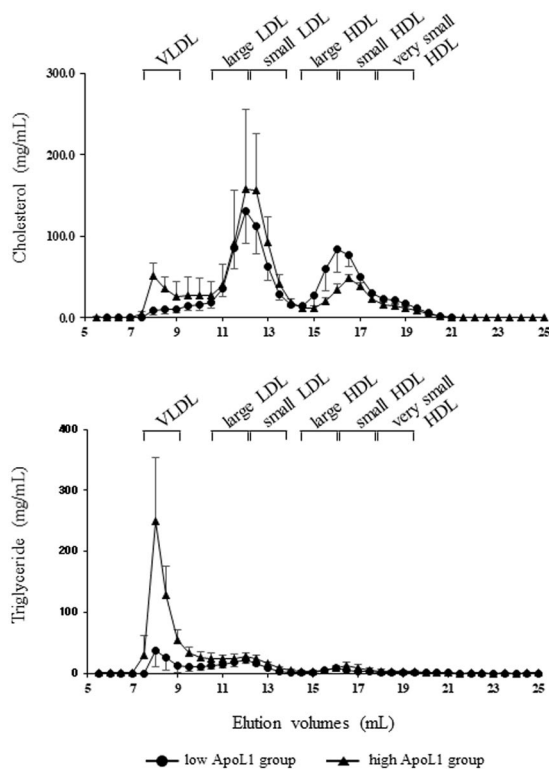 VLDL
large LDL
small LDL
large HDL
small HDL
very small
HDL
300.0
200.0
100.0
0.0
Cholesterol (mg/mL)
5 7 9 11 13 15 17 19 21 23 25
VLDL
large LDL
small LDL
large HDL
small HDL
very small
HDL
400
300
200
100
0
Triglyceride (mg/mL)
5 7 9 11 13 15 17 19 21 23 25
Elution volumes (mL)
low ApoL1 group high ApoL1 group